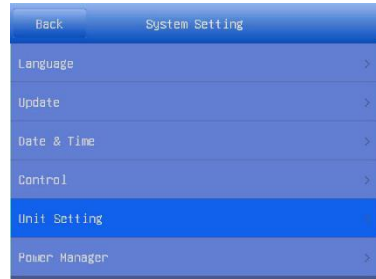 Back
System Setting
Language
Update
Date & Time
Control
Unit Setting
Power Manager